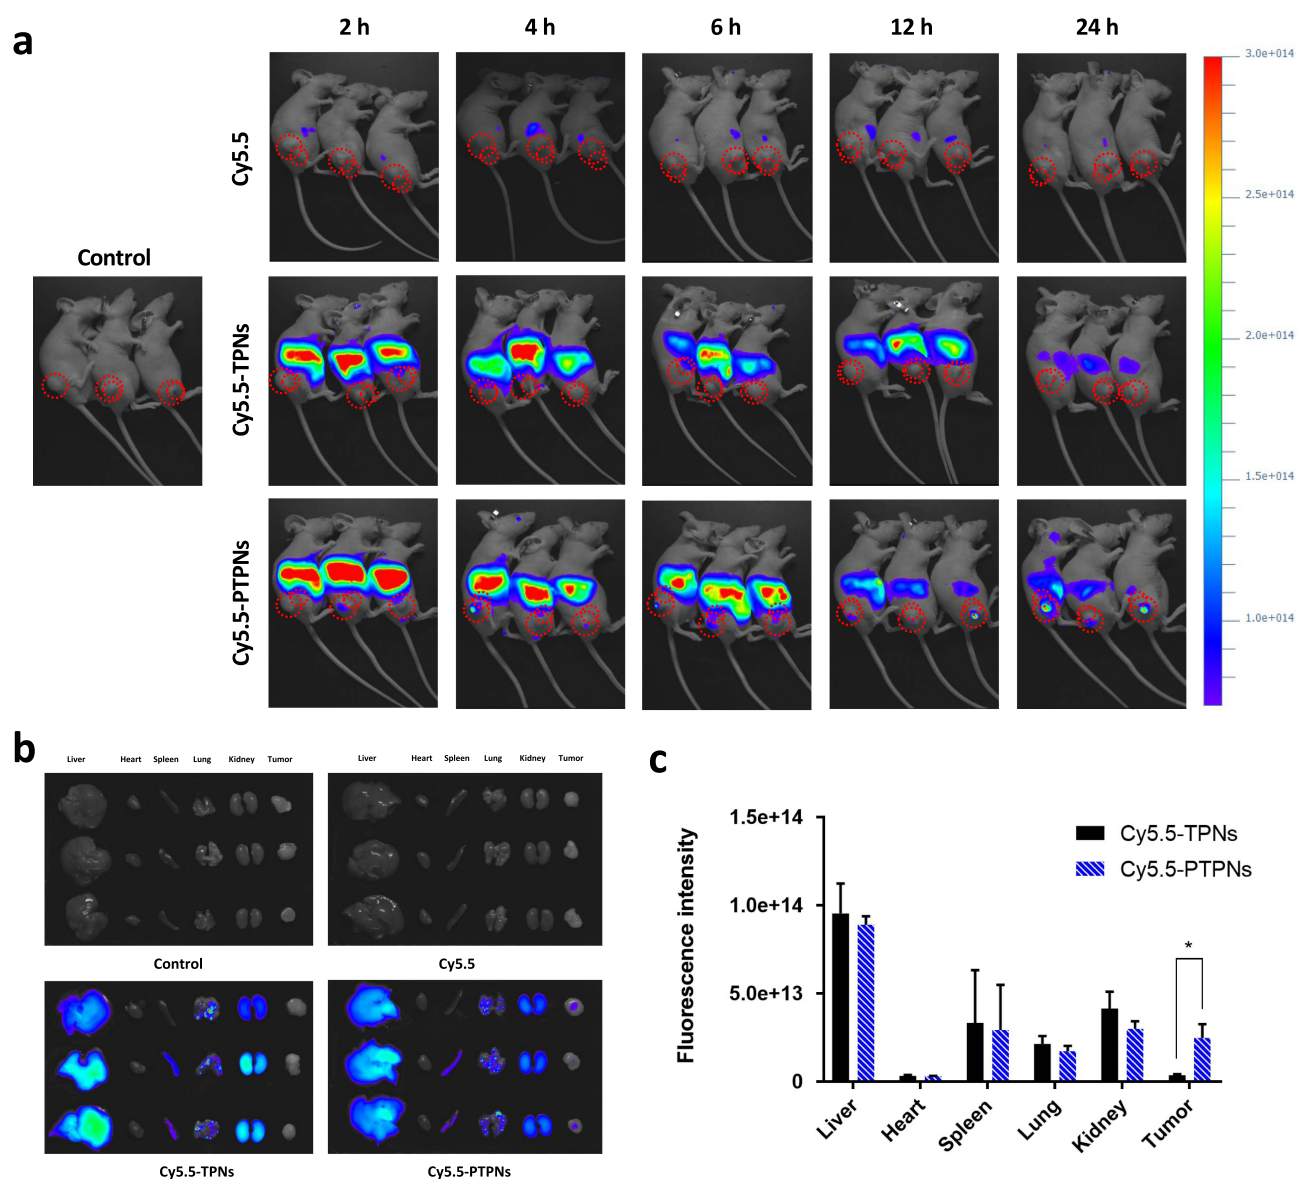 a
2 h 4 h 6 h 12 h 24 h
3.0e+014
Cy5.5
2.5e+014
Control
Cy5.5-TPNs
2.0e+014
1.5e+014
Cy5.5-PTPNs
1.0e+014
b
Liver Heart Spleen Lung Kidney Tumor
Liver Heart Spleen Lung Kidney Tumor
Control
Cy5.5
Cy5.5-TPNs
Cy5.5-PTPNs
c
Fluorescence intensity
1.5e+14
1.0e+14
5.0e+13
0
Cy5.5-TPNs
Cy5.5-PTPNs
*
Liver Heart Spleen Lung Kidney Tumor